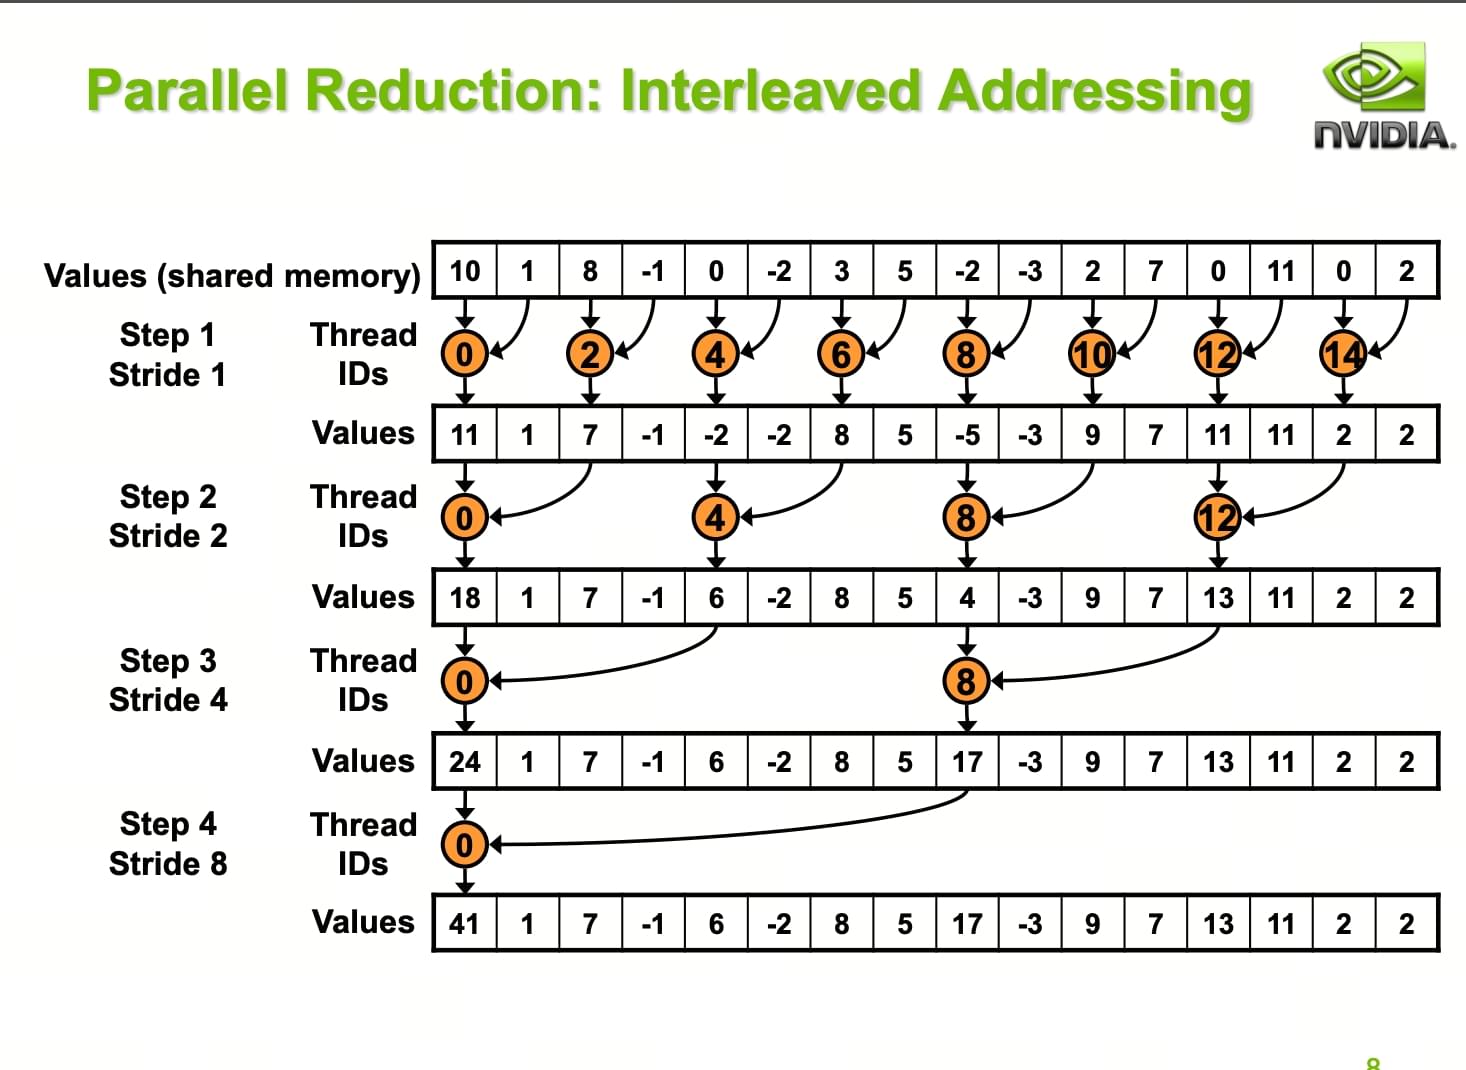 Parallel Reduction: Interleaved Addressing
NVIDIA.
Values (shared memory) 10 1 8 -1 0 -2 3 5 -2 -3 2 7 0 11 0 2
Step 1 Thread
Stride 1 IDs
0 2 4 6 8 10 12 14
Values 11 1 7 -1 -2 -2 8 5 -5 -3 9 7 11 11 2 2
Step 2 Thread
Stride 2 IDs
0 4 8 12
Values 18 1 7 -1 6 -2 8 5 4 -3 9 7 13 11 2 2
Step 3 Thread
Stride 4 IDs
0 8
Values 24 1 7 -1 6 -2 8 5 17 -3 9 7 13 11 2 2
Step 4 Thread
Stride 8 IDs
0
Values 41 1 7 -1 6 -2 8 5 17 -3 9 7 13 11 2 2
8